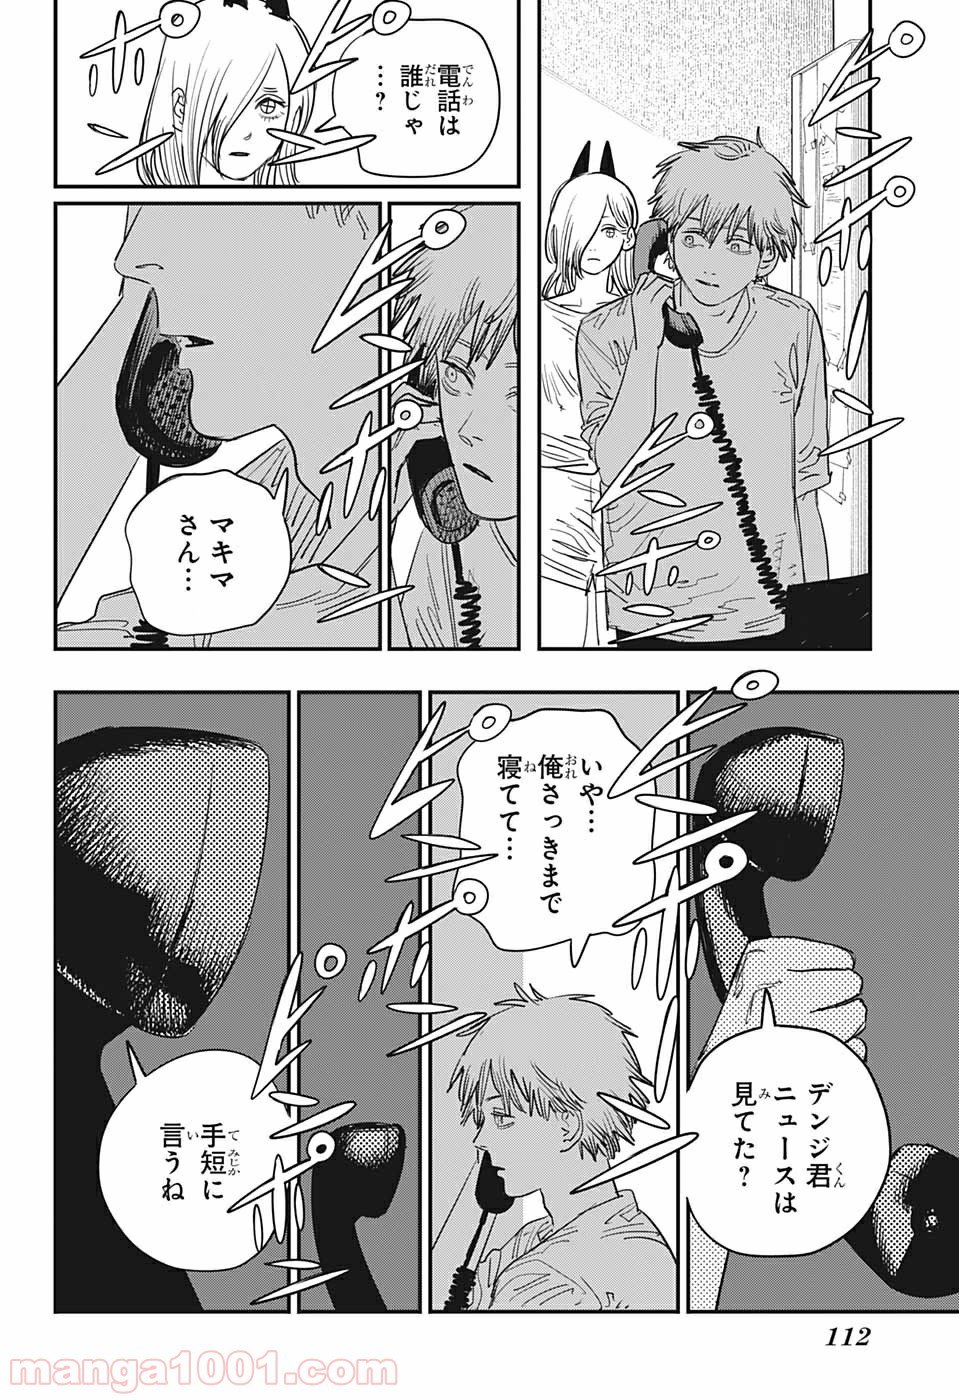 電話は
誰じゃ
…?
マキマ
さん…
デンジ君
ニュースは
見てた?
いや…
俺さっきまで
寝てて…
手短に
言うね
112
manga1001.com